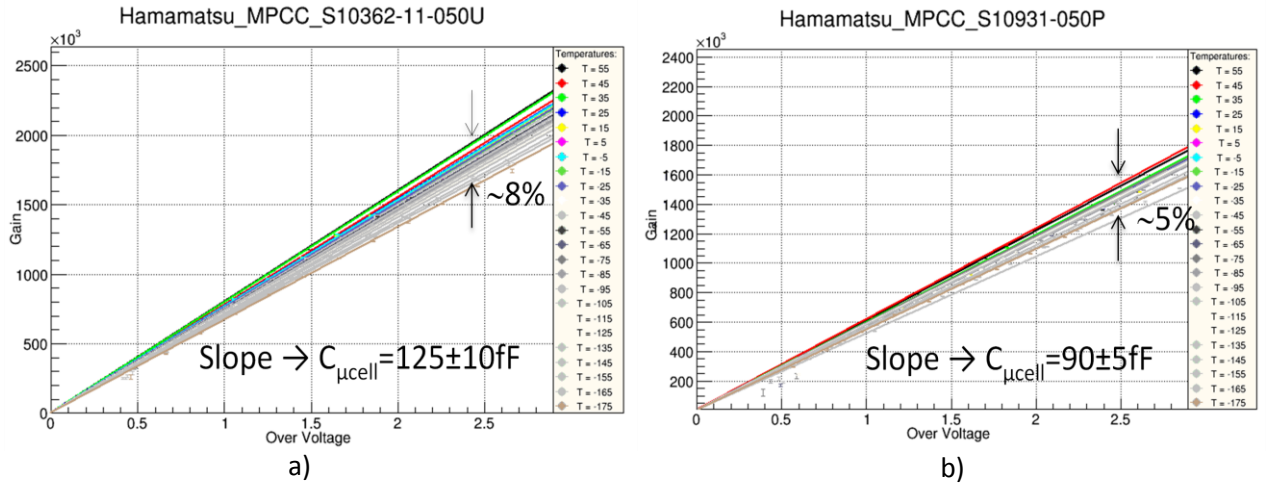 Hamamatsu_MPCC_S10362-11-050U
×10³
Gain
2500
2000
1500
1000
500
0
0
0.5
1
1.5
2
2.5
Over Voltage
~8%
Slope → Cμcell=125±10fF
Temperatures:
T = 55
T = 45
T = 35
T = 25
T = 15
T = 5
T = -5
T = -15
T = -25
T = -35
T = -45
T = -55
T = -65
T = -75
T = -85
T = -95
T = -105
T = -115
T = -125
T = -135
T = -145
T = -155
T = -165
T = -175
a)
Hamamatsu_MPCC_S10931-050P
×10³
Gain
2400
2200
2000
1800
1600
1400
1200
1000
800
600
400
200
0
0.5
1
1.5
2
2.5
Over Voltage
~5%
Slope → Cμcell=90±5fF
Temperatures:
T = 55
T = 45
T = 35
T = 25
T = 15
T = 5
T = -5
T = -15
T = -25
T = -35
T = -45
T = -55
T = -65
T = -75
T = -85
T = -95
T = -105
T = -115
T = -125
T = -135
T = -145
T = -155
T = -165
T = -175
b)